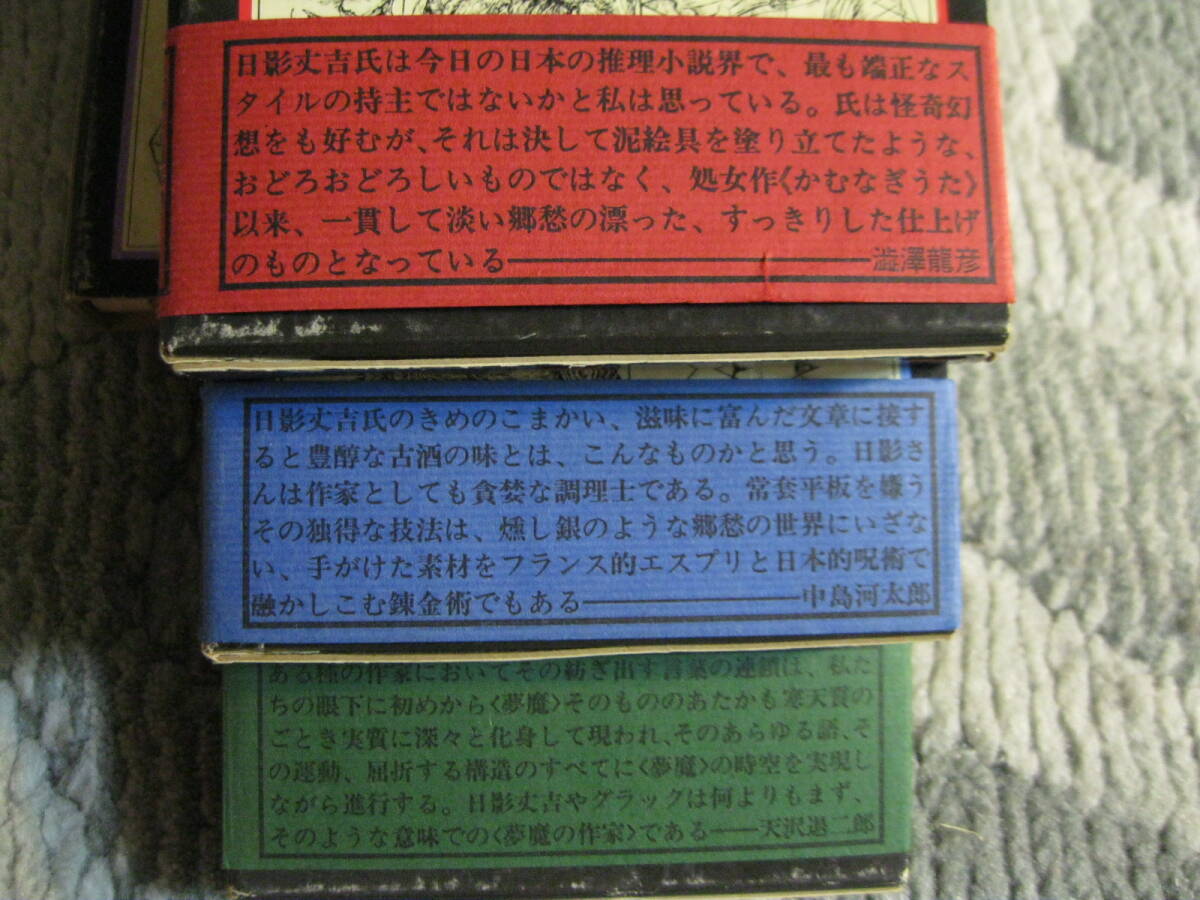 日影丈吉氏は今日の日本の推理小説界で、最も端正なス
タイルの持主ではないかと私は思っている。氏は怪奇幻
想をも好むが、それは決して泥絵具を塗り立てたような、
おどろおどろしいものではなく、処女作《かむなぎうた》
以来、一貫して淡い郷愁の漂った、すっきりした仕上げ
のものとなっている――澁澤龍彦
日影丈吉氏のきめのこまかい、滋味に富んだ文章に接す
ると豊醇な古酒の味とは、こんなものかと思う。日影さ
んは作家としても貪婪な調理士である。常套平板を嫌う
その独得な技法は、燻し銀のような郷愁の世界にいざな
い、手がけた素材をフランス的エスプリと日本的呪術で
融かしこむ錬金術でもある――中島河太郎
ある種の作家においてその紡ぎ出す言葉の連鎖は、私た
ちの眼下に初めから〈夢魔〉そのもののあたかも寒天質の
ごとき実質に深々と化身して現われ、そのあらゆる語、そ
の運動、屈折する構造のすべてに〈夢魔〉の時空を実現し
ながら進行する。日影丈吉やグラックは何よりもまず、
そのような意味での〈夢魔の作家〉である――天沢退二郎